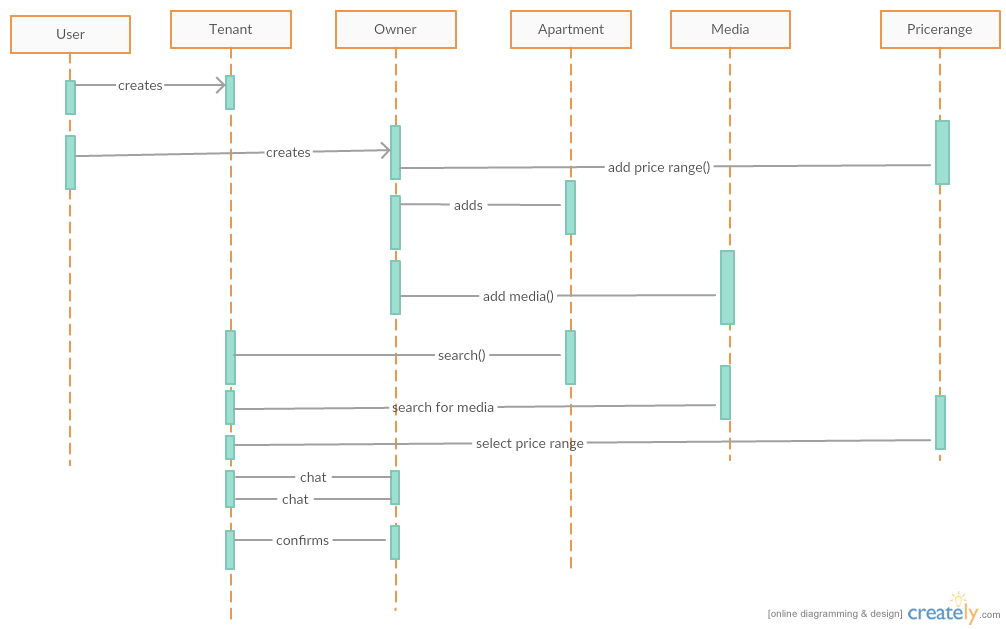 User
Tenant
Owner
Apartment
Media
Pricerange
creates
creates
add price range()
adds
add media()
search()
search for media
select price range
chat
chat
confirms
[online diagramming & design] creately.com